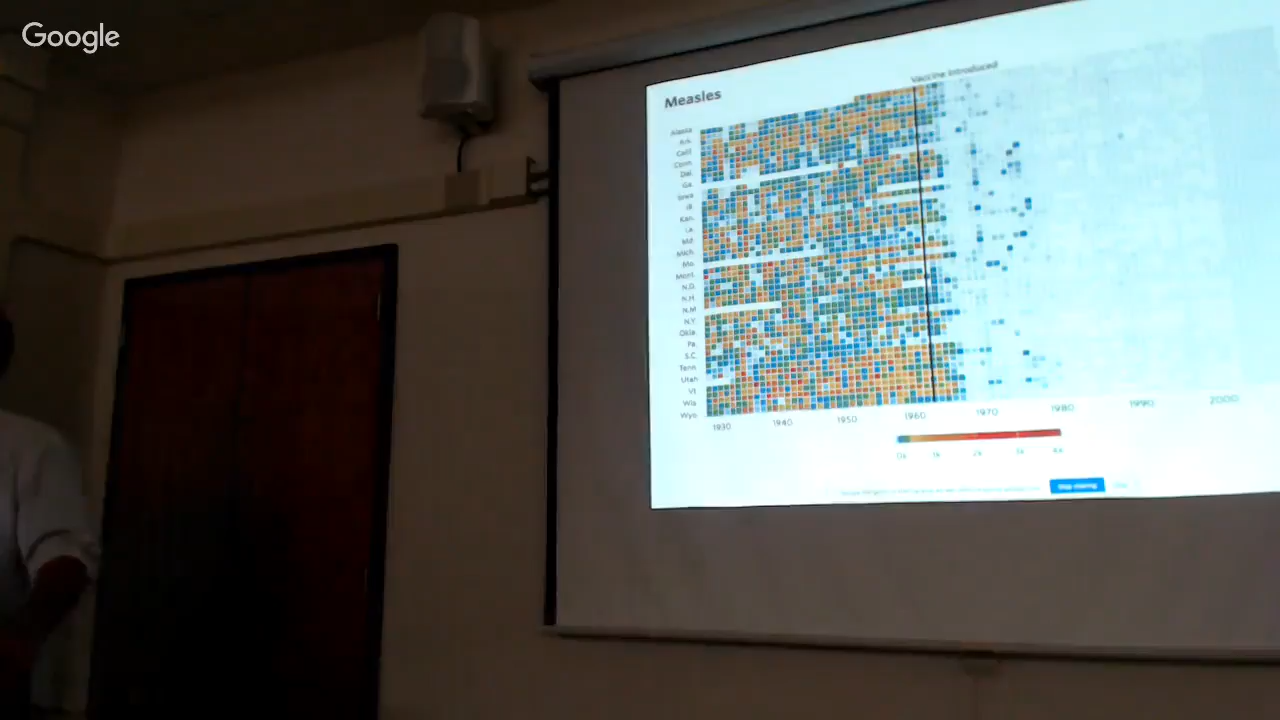 Google
Vaccine Introduced
Measles
Alaska
Ark.
Calif.
Conn.
Del.
Ga.
Iowa
Ill.
Kan.
La.
Md.
Mich.
Mo.
Mont.
N.D.
N.H.
N.M
N.Y.
Okla.
Pa.
S.C.
Tenn.
Utah
Vt
Wis.
Wyo.
1930 1940 1950 1960 1970 1980 1990 2000
0k 1k 2k 3k 4k
Stop sharing